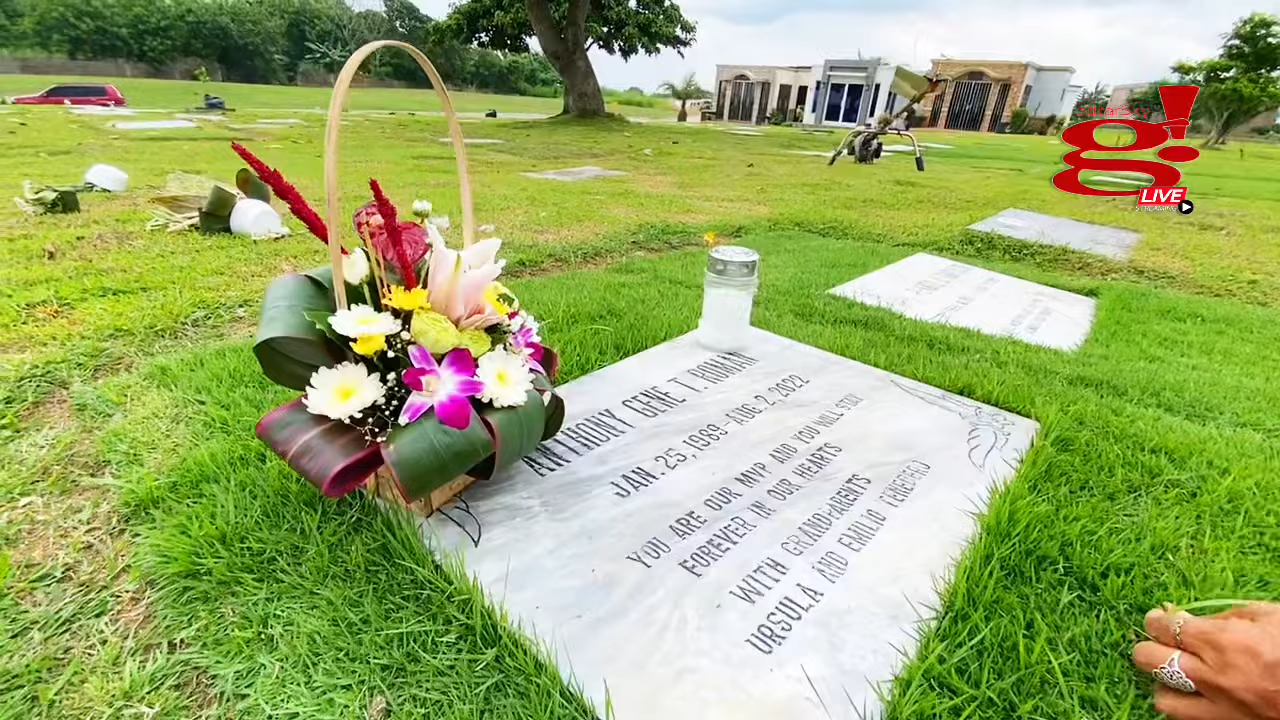 g!
LIVE
STREAMING
ANTHONY GENE T. ROMAN
JAN. 25, 1989-AUG. 2, 2022
YOU ARE OUR MVP AND YOU WILL STAY
FOREVER IN OUR HEARTS
WITH GRANDPARENTS
URSULA AND EMILIO